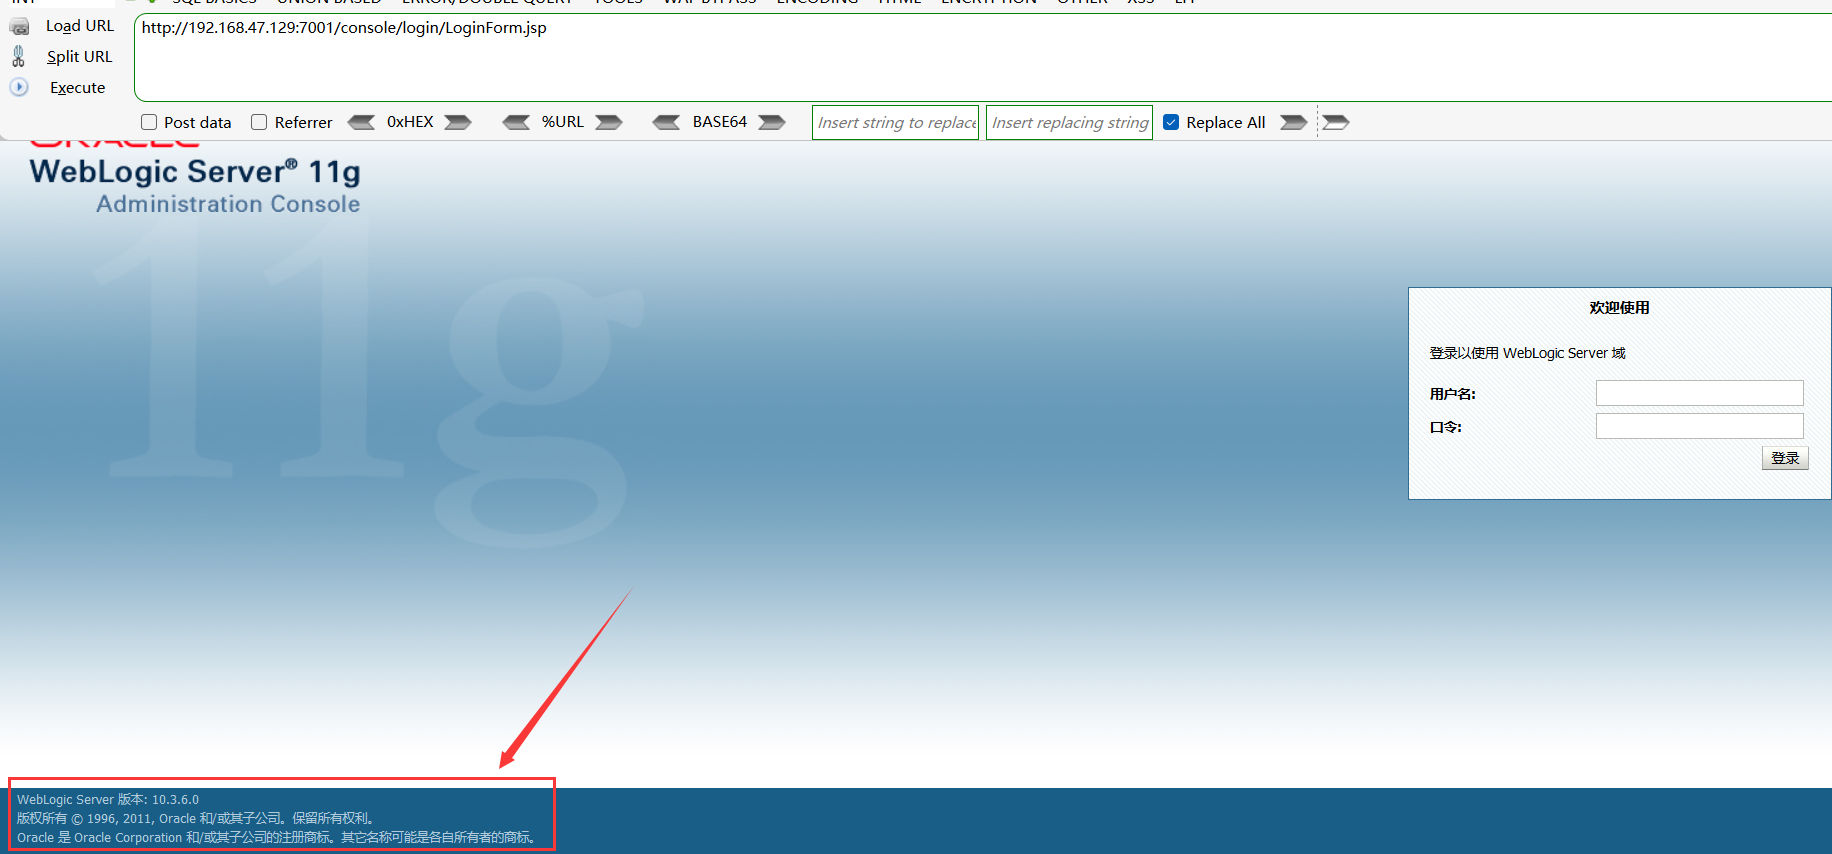 INT SQL BASICS UNION BASED ERROR/DOUBLE QUERY TOOLS WAF BYPASS ENCODING HTML ENCRYPTION OTHER XSS LFI
Load URL
http://192.168.47.129:7001/console/login/LoginForm.jsp
Split URL
Execute
Post data Referrer 0xHEX %URL BASE64 Insert string to replace Insert replacing string Replace All
ORACLE
WebLogic Server® 11g
Administration Console
11g
欢迎使用
登录以使用 WebLogic Server 域
用户名:
口令:
登录
WebLogic Server 版本: 10.3.6.0
版权所有 © 1996, 2011, Oracle 和/或其子公司。保留所有权利。
Oracle 是 Oracle Corporation 和/或其子公司的注册商标。其它名称可能是各自所有者的商标。